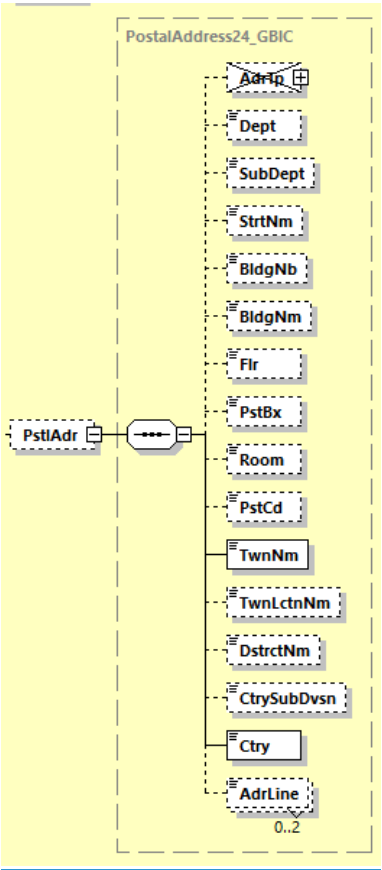 PostalAddress24_GBIC
AdrTp
Dept
SubDept
StrtNm
BldgNb
BldgNm
Flr
PstBx
PstlAdr
Room
PstCd
TwnNm
TwnLctnNm
DstrctNm
CtrySubDvsn
Ctry
AdrLine
0..2